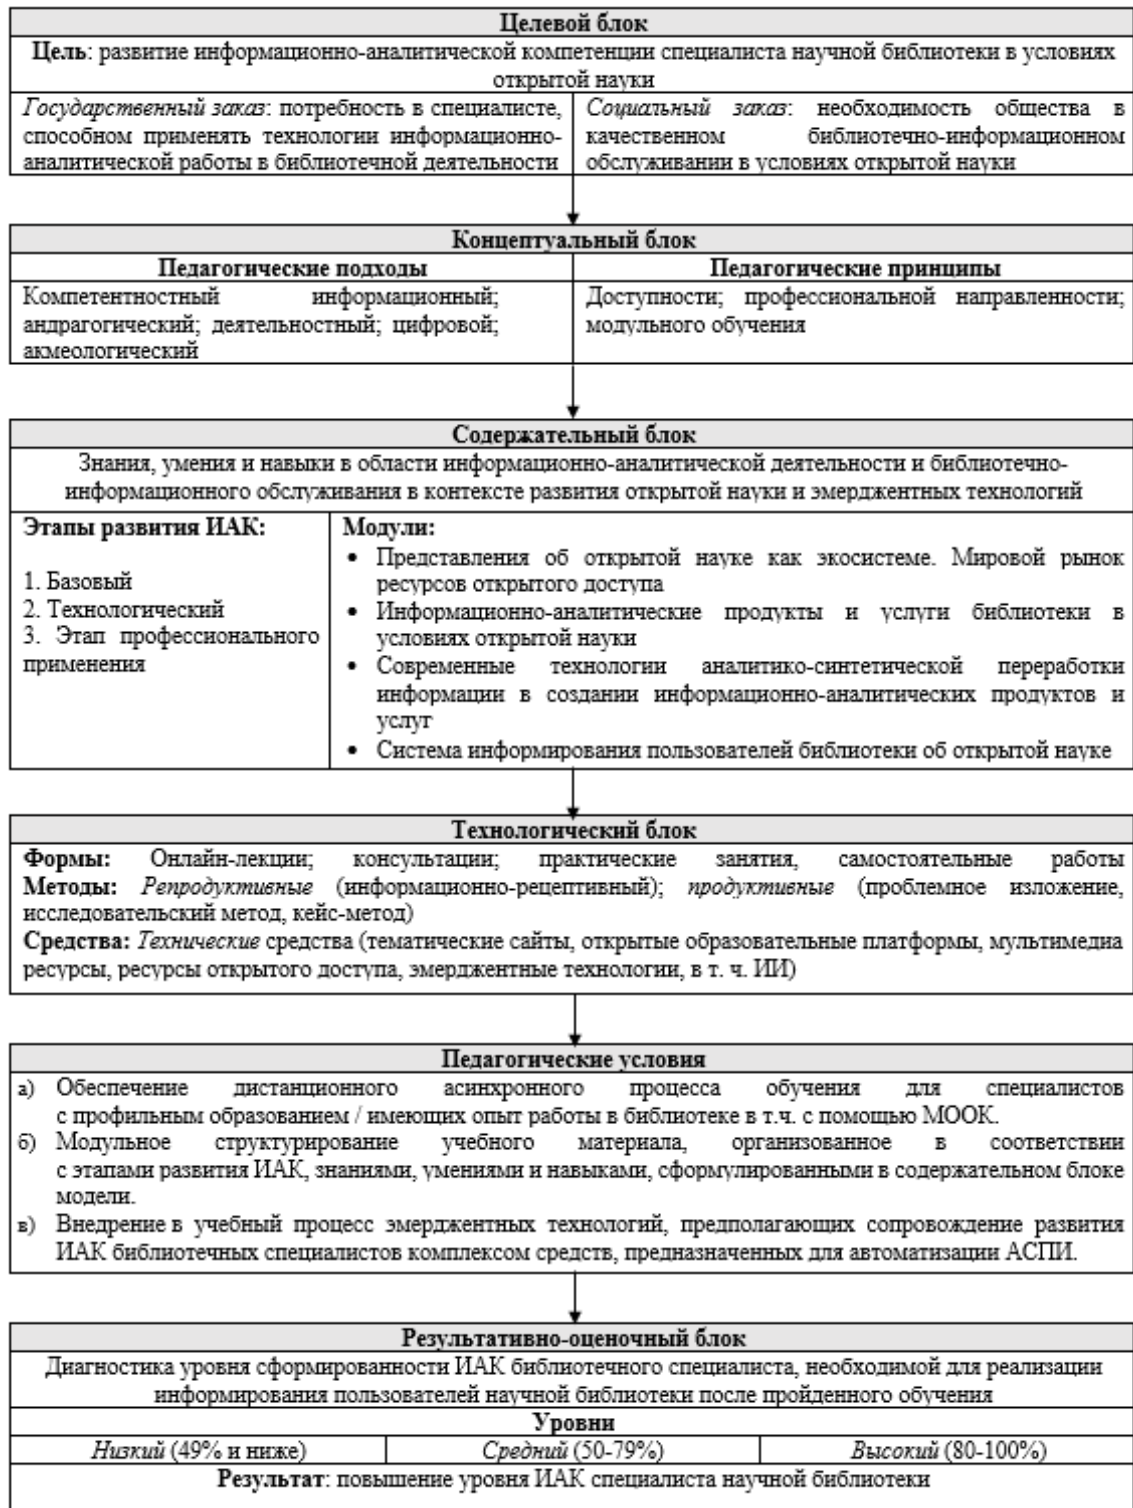 Целевой блок
Цель: развитие информационно-аналитической компетенции специалиста научной библиотеки в условиях
открытой науки
Государственный заказ: потребность в специалисте,
способном применять технологии информационно-
аналитической работы в библиотечной деятельности
Социальный заказ: необходимость общества в
качественном библиотечно-информационном
обслуживании в условиях открытой науки
Концептуальный блок
Педагогические подходы
Компетентностный информационный;
андрагогический; деятельностный; цифровой;
акмеологический
Педагогические принципы
Доступности; профессиональной направленности;
модульного обучения
Содержательный блок
Знания, умения и навыки в области информационно-аналитической деятельности и библиотечно-
информационного обслуживания в контексте развития открытой науки и эмерджентных технологий
Этапы развития ИАК:
1. Базовый
2. Технологический
3. Этап профессионального
применения
Модули:
• Представления об открытой науке как экосистеме. Мировой рынок
ресурсов открытого доступа
• Информационно-аналитические продукты и услуги библиотеки в
условиях открытой науки
• Современные технологии аналитико-синтетической переработки
информации в создании информационно-аналитических продуктов и
услуг
• Система информирования пользователей библиотеки об открытой науке
Технологический блок
Формы: Онлайн-лекции; консультации; практические занятия, самостоятельные работы
Методы: Репродуктивные (информационно-рецептивный); продуктивные (проблемное изложение,
исследовательский метод, кейс-метод)
Средства: Технические средства (тематические сайты, открытые образовательные платформы, мультимедиа
ресурсы, ресурсы открытого доступа, эмерджентные технологии, в т. ч. ИИ)
Педагогические условия
а) Обеспечение дистанционного асинхронного процесса обучения для специалистов
с профильным образованием / имеющих опыт работы в библиотеке в т.ч. с помощью МООК.
б) Модульное структурирование учебного материала, организованное в соответствии
с этапами развития ИАК, знаниями, умениями и навыками, сформулированными в содержательном блоке
модели.
в) Внедрение в учебный процесс эмерджентных технологий, предполагающих сопровождение развития
ИАК библиотечных специалистов комплексом средств, предназначенных для автоматизации АСПИ.
Результативно-оценочный блок
Диагностика уровня сформированности ИАК библиотечного специалиста, необходимой для реализации
информирования пользователей научной библиотеки после пройденного обучения
Уровни
Низкий (49% и ниже)
Средний (50-79%)
Высокий (80-100%)
Результат: повышение уровня ИАК специалиста научной библиотеки